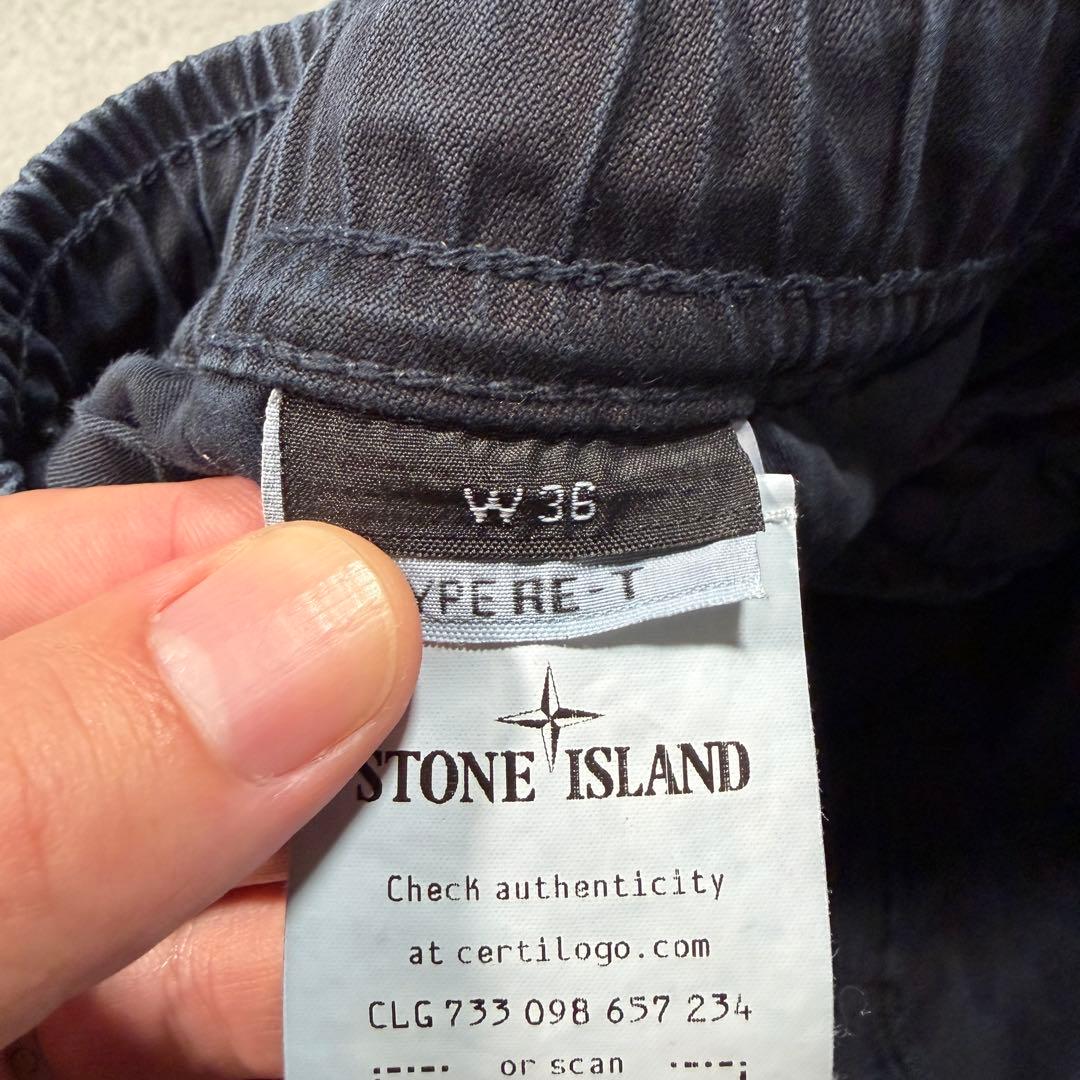 W 36
YPE RE-T
STONE ISLAND
Check authenticity
at certilogo.com
CLG 733 098 657 234
or scan